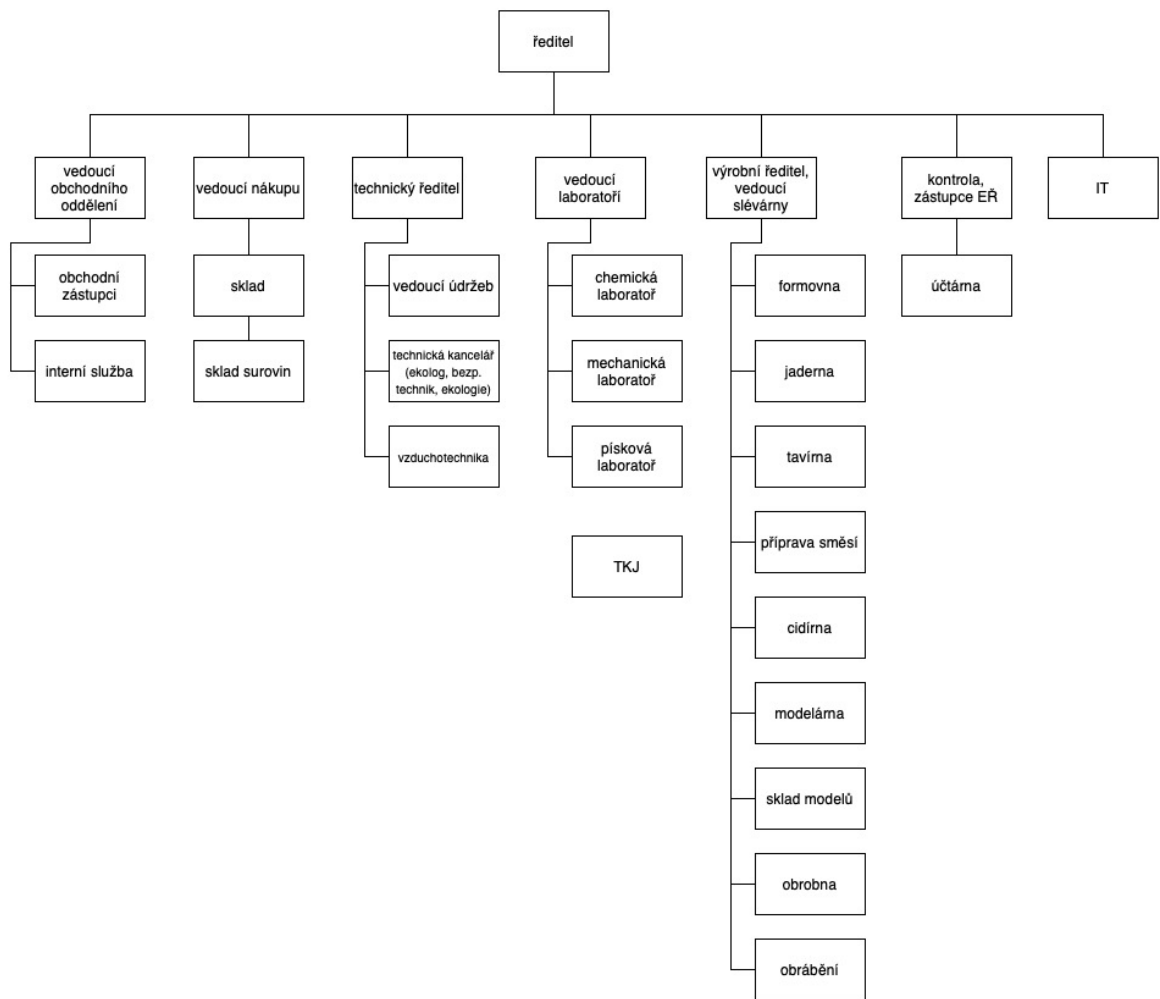 ředitel
vedoucí
obchodního
oddělení
vedoucí nákupu
technický ředitel
vedoucí
laboratoří
výrobní ředitel,
vedoucí
slévárny
kontrola,
zástupce EŘ
IT
obchodní
zástupci
interní služba
sklad
sklad surovin
vedoucí údržeb
technická kancelář
(ekolog, bezp.
technik, ekologie)
vzduchotechnika
chemická
laboratoř
mechanická
laboratoř
písková
laboratoř
TKJ
formovna
jaderna
tavírna
příprava směsí
cidírna
modelárna
sklad modelů
obrobna
obrábění
účtárna